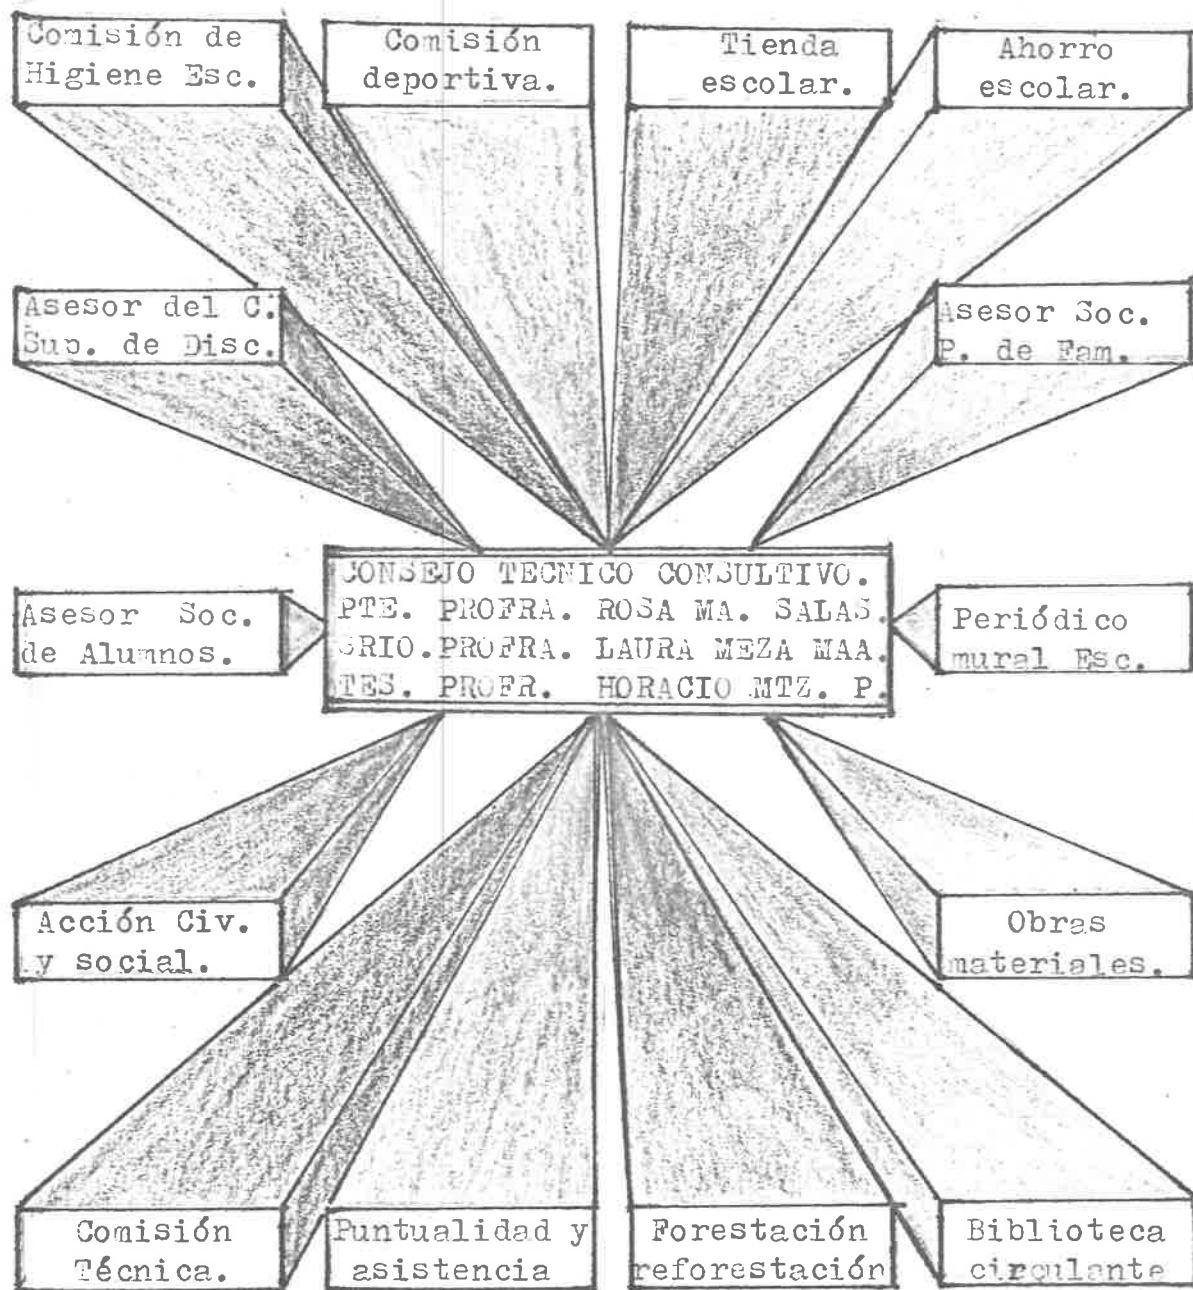 Comisión de
Higiene Esc.
Comisión
deportiva.
Tienda
escolar.
Ahorro
escolar.
Asesor del C.
Sup. de Disc.
Asesor Soc.
P. de Fam.
CONSEJO TECNICO CONSULTIVO.
PTE. PROFRA. ROSA MA. SALAS.
SRIO. PROFRA. LAURA MEZA MAA.
TES. PROFR. HORACIO MTZ. P.
Asesor Soc.
de Alumnos.
Periódico
mural Esc.
Acción Civ.
y social.
Obras
materiales.
Comisión
Técnica.
Puntualidad y
asistencia
Forestación
reforestación
Biblioteca
circulante